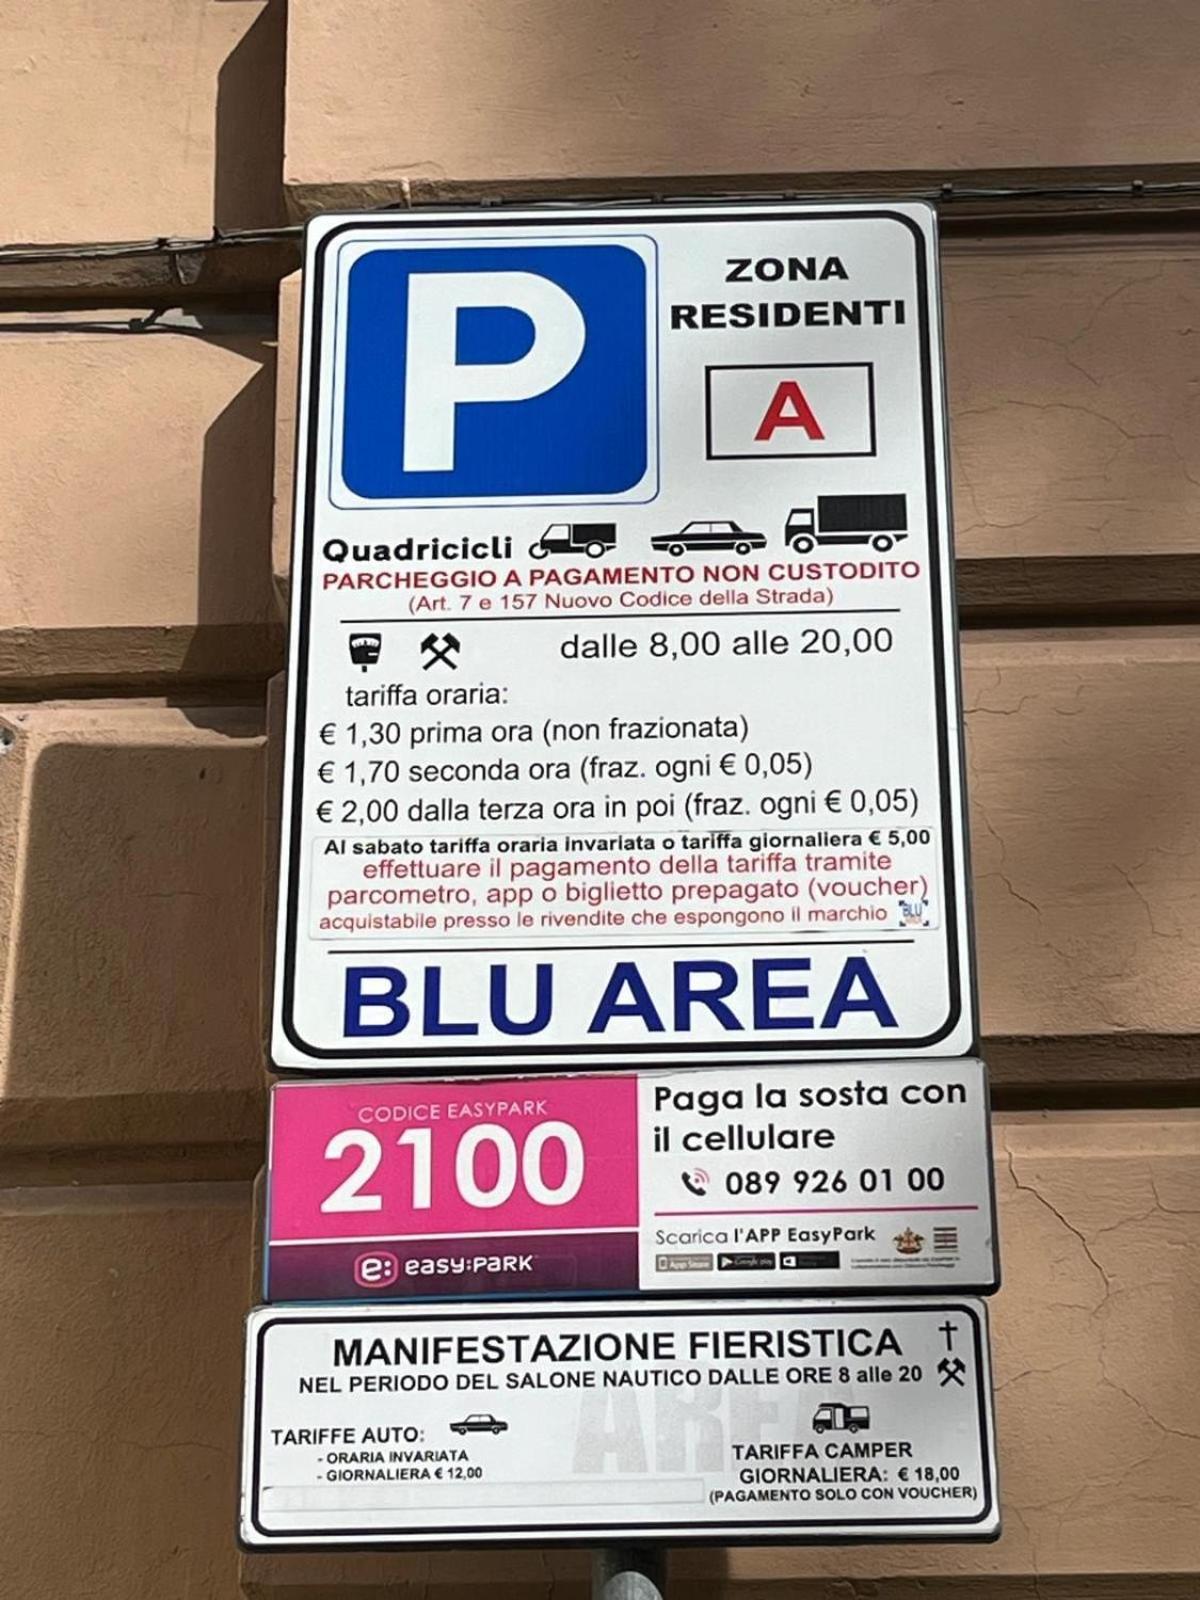 P
ZONA
RESIDENTI
A
Quadricicli
PARCHEGGIO A PAGAMENTO NON CUSTODITO
(Art. 7 e 157 Nuovo Codice della Strada)
dalle 8,00 alle 20,00
tariffa oraria:
€ 1,30 prima ora (non frazionata)
€ 1,70 seconda ora (fraz. ogni € 0,05)
€ 2,00 dalla terza ora in poi (fraz. ogni € 0,05)
Al sabato tariffa oraria invariata o tariffa giornaliera € 5,00
effettuare il pagamento della tariffa tramite
parcometro, app o biglietto prepagato (voucher)
acquistabile presso le rivendite che espongono il marchio BLU
BLU AREA
CODICE EASYPARK
2100
easy:PARK
Paga la sosta con
il cellulare
089 926 01 00
Scarica l'APP EasyPark
App Store Google play
MANIFESTAZIONE FIERISTICA
NEL PERIODO DEL SALONE NAUTICO DALLE ORE 8 alle 20
AREA
TARIFFE AUTO:
- ORARIA INVARIATA
- GIORNALIERA € 12,00
TARIFFA CAMPER
GIORNALIERA: € 18,00
(PAGAMENTO SOLO CON VOUCHER)